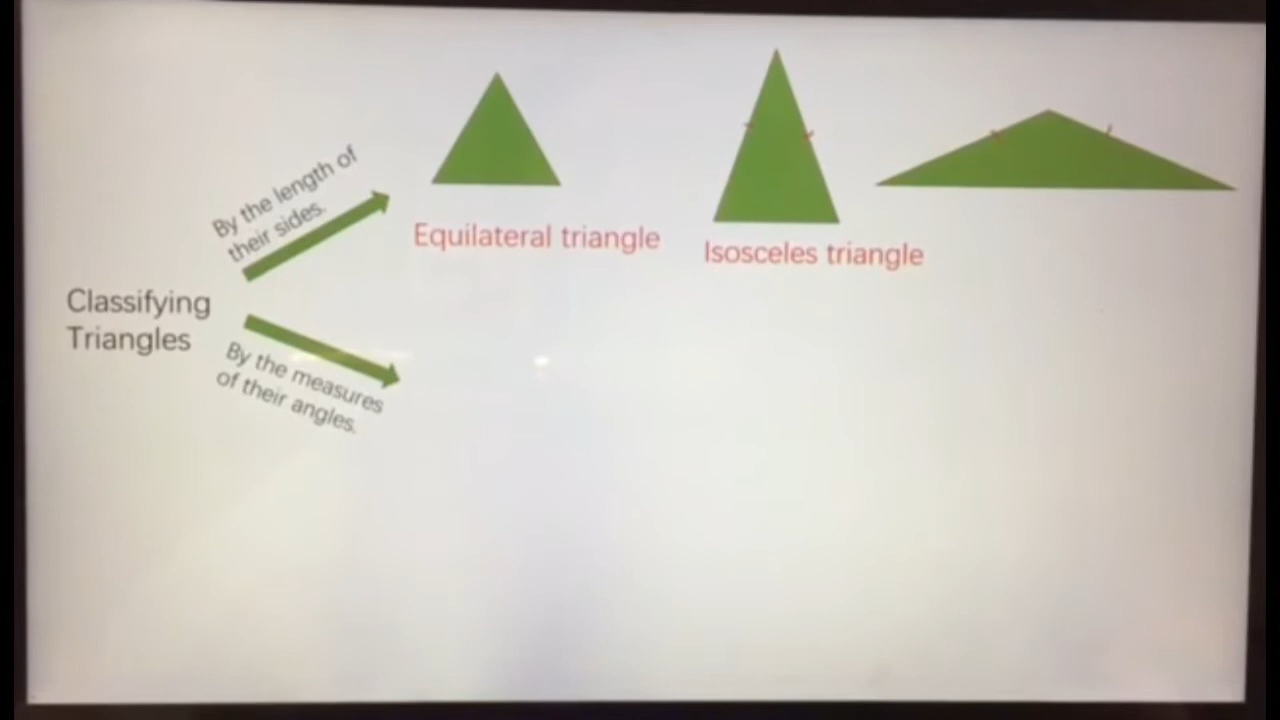 By the length of
their sides.
Equilateral triangle
Isosceles triangle
Classifying
Triangles
By the measures
of their angles.